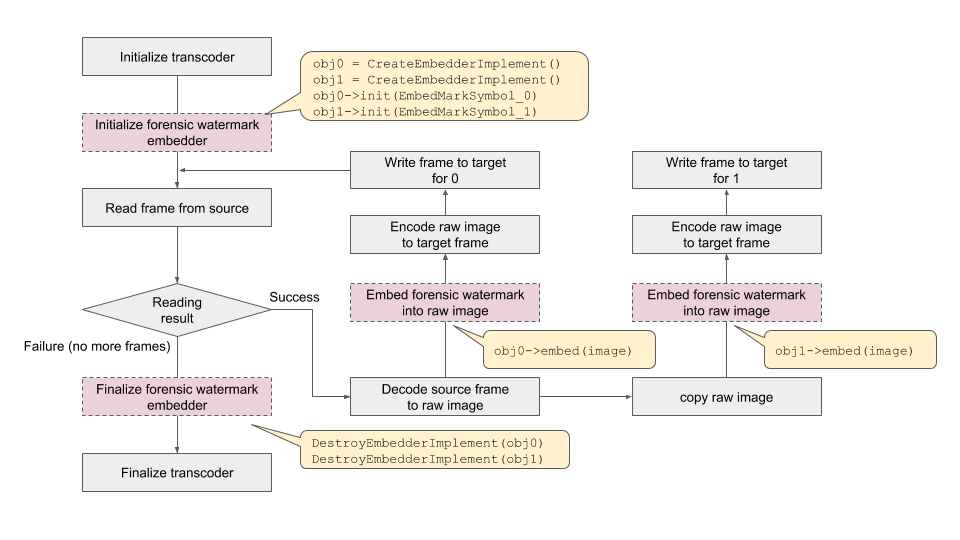 Initialize transcoder
obj0 = CreateEmbedderImplement()
obj1 = CreateEmbedderImplement()
obj0->init(EmbedMarkSymbol_0)
obj1->init(EmbedMarkSymbol_1)
Initialize forensic watermark
embedder
Write frame to target
for 0
Write frame to target
for 1
Read frame from source
Encode raw image
to target frame
Encode raw image
to target frame
Reading
result
Success
Embed forensic watermark
into raw image
Embed forensic watermark
into raw image
Failure (no more frames)
obj0->embed(image)
obj1->embed(image)
Finalize forensic watermark
embedder
Decode source frame
to raw image
copy raw image
DestroyEmbedderImplement(obj0)
DestroyEmbedderImplement(obj1)
Finalize transcoder